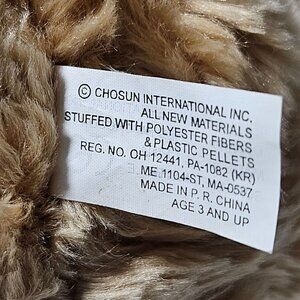 © CHOSUN INTERNATIONAL INC.
ALL NEW MATERIALS
STUFFED WITH POLYESTER FIBERS
& PLASTIC PELLETS
REG. NO. OH 12441, PA-1082 (KR)
ME 1104-ST, MA-0537
MADE IN P. R. CHINA
AGE 3 AND UP